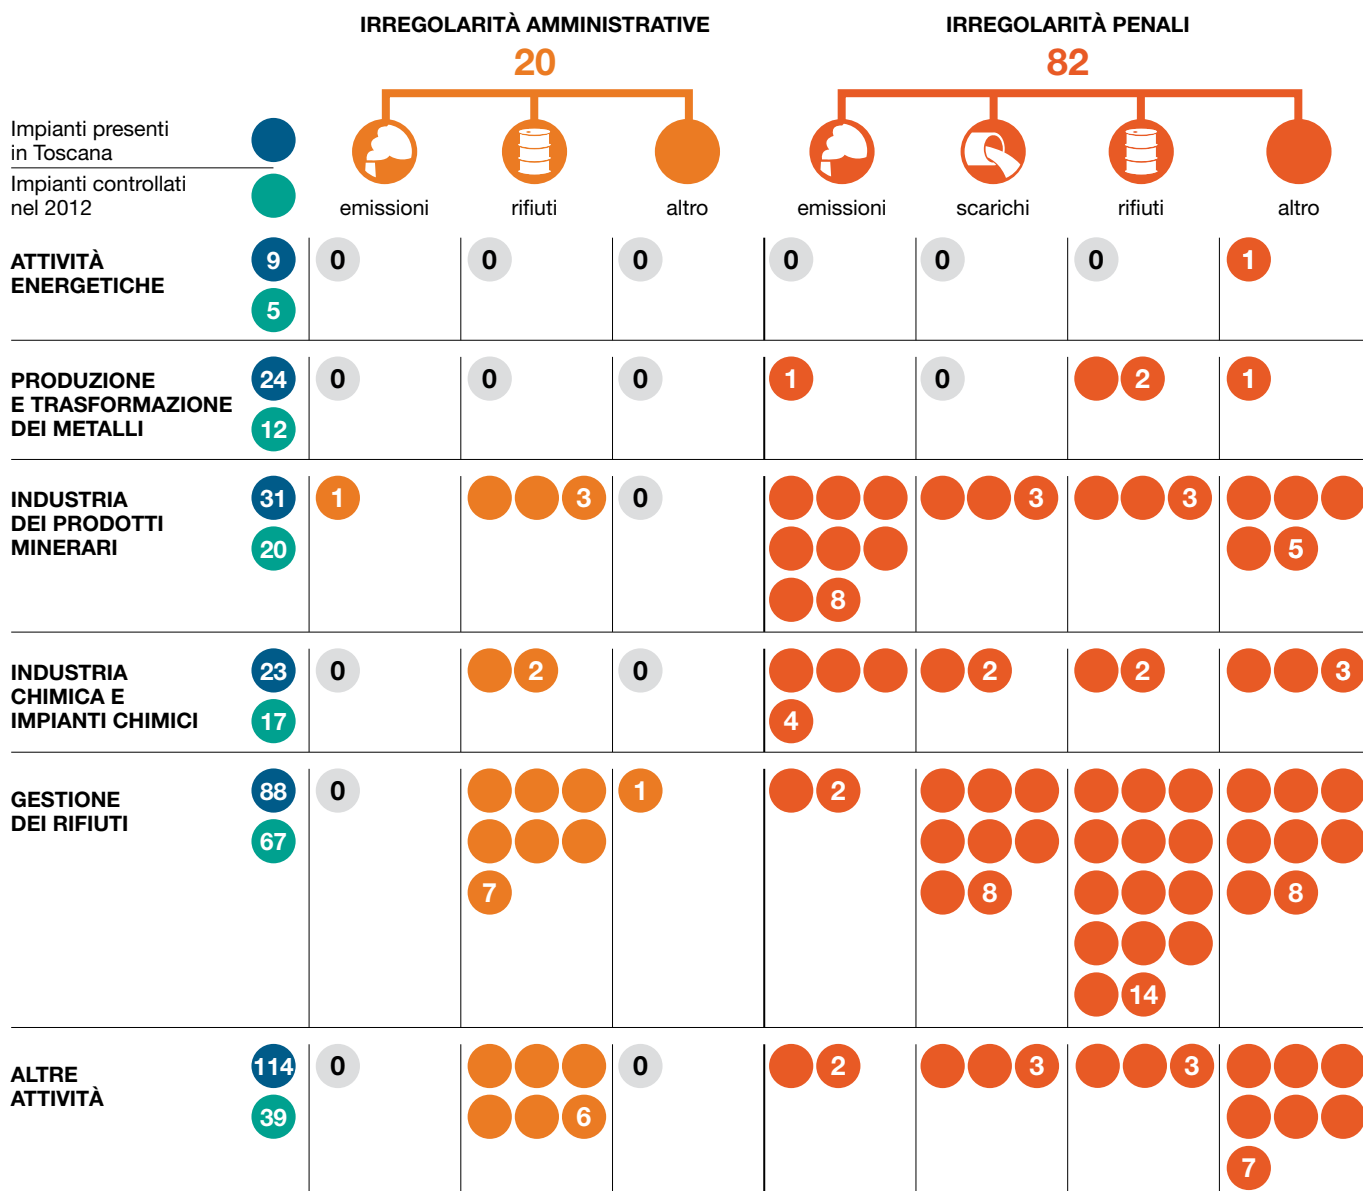 IRREGOLARITÀ AMMINISTRATIVE
20
IRREGOLARITÀ PENALI
82
Impianti presenti
in Toscana
Impianti controllati
nel 2012
emissioni rifiuti altro emissioni scarichi rifiuti altro
ATTIVITÀ
ENERGETICHE
9 0 0 0 0 0 0 1
5
PRODUZIONE
E TRASFORMAZIONE
DEI METALLI
24 0 0 0 1 0 2 1
12
INDUSTRIA
DEI PRODOTTI
MINERARI
31 1 3 0 3 3
20 5
8
INDUSTRIA
CHIMICA E
IMPIANTI CHIMICI
23 0 2 0 2 2 3
17 4
GESTIONE
DEI RIFIUTI
88 0 1 2
67
7 8 8
14
ALTRE
ATTIVITÀ
114 0 0 2 3 3
39 6
7